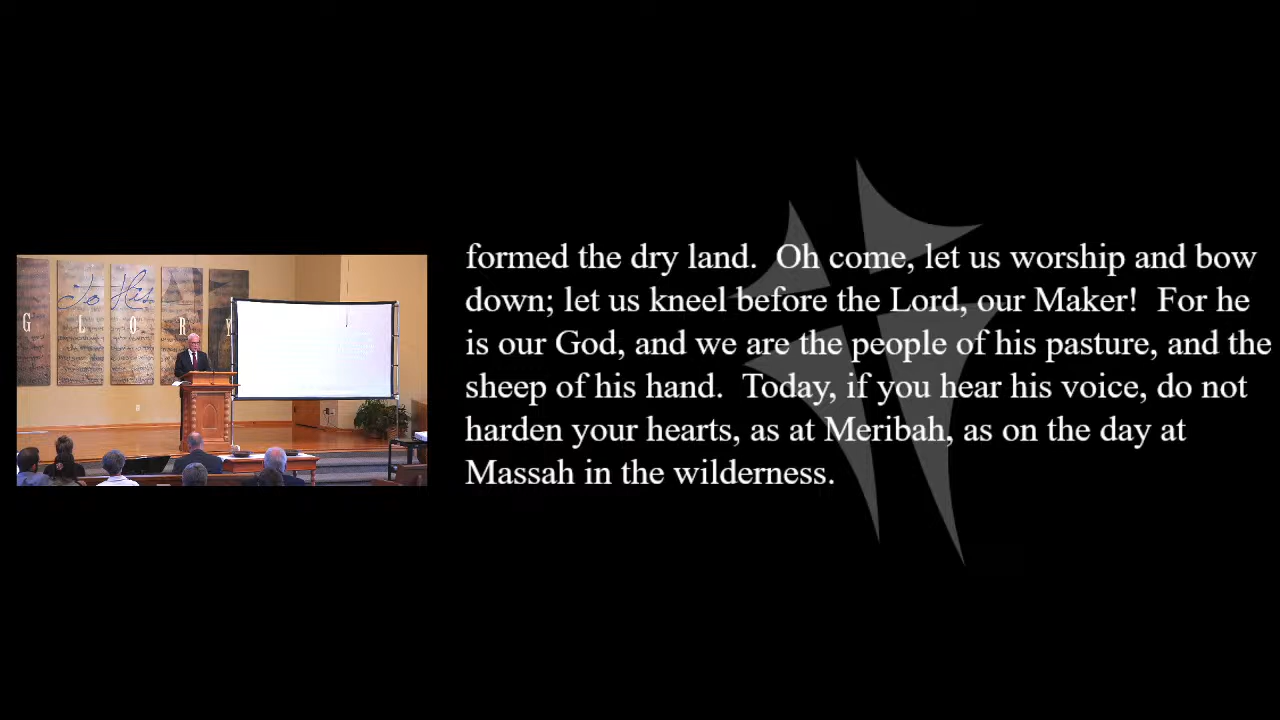 To His
G L O R Y
formed the dry land.  Oh come, let us worship and bow
down; let us kneel before the Lord, our Maker!  For he
is our God, and we are the people of his pasture, and the
sheep of his hand.  Today, if you hear his voice, do not
harden your hearts, as at Meribah, as on the day at
Massah in the wilderness.